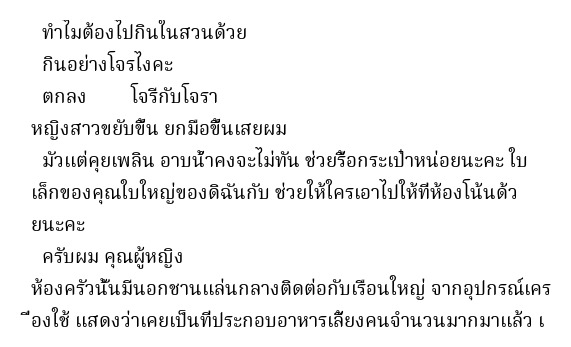 ทำไมต้องไปกินในสวนด้วย
กินอย่างโจรไงคะ
ตกลง โจรีกับโจรา
หญิงสาวขยับขึ้น ยกมือขึ้นเสยผม
มัวแต่คุยเพลิน อาบน้ำคงจะไม่ทัน ช่วยรื้อกระเป๋าหน่อยนะคะ ใบ
เล็กของคุณใบใหญ่ของดิฉันกับ ช่วยให้ใครเอาไปให้ที่ห้องโน้นด้ว
ยนะคะ
ครับผม คุณผู้หญิง
ห้องครัวนั้นมีนอกชานแล่นกลางติดต่อกับเรือนใหญ่ จากอุปกรณ์เคร
ื่องใช้ แสดงว่าเคยเป็นที่ประกอบอาหารเลี้ยงคนจำนวนมากมาแล้ว เ